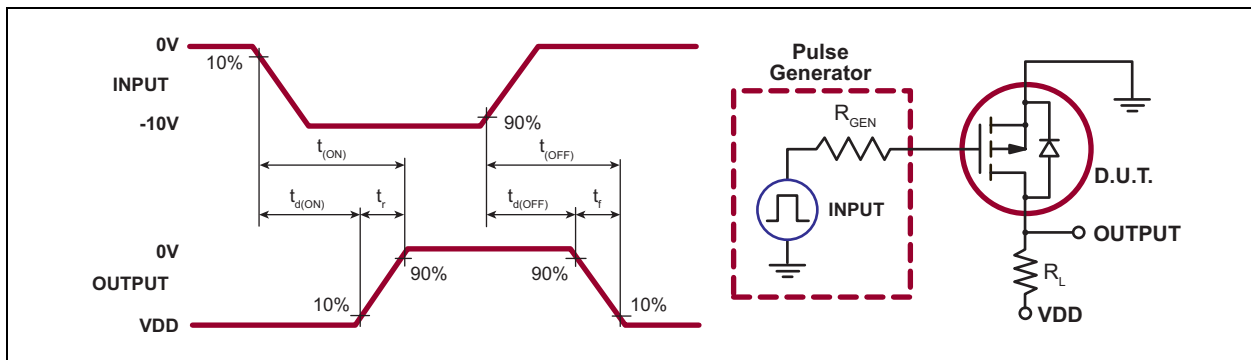 0V
10%
INPUT
-10V
90%
t(ON)
t(OFF)
td(ON)
tr
td(OFF)
tf
0V
OUTPUT
VDD
90%
90%
10%
10%
Pulse
Generator
RGEN
INPUT
D.U.T.
OUTPUT
RL
VDD